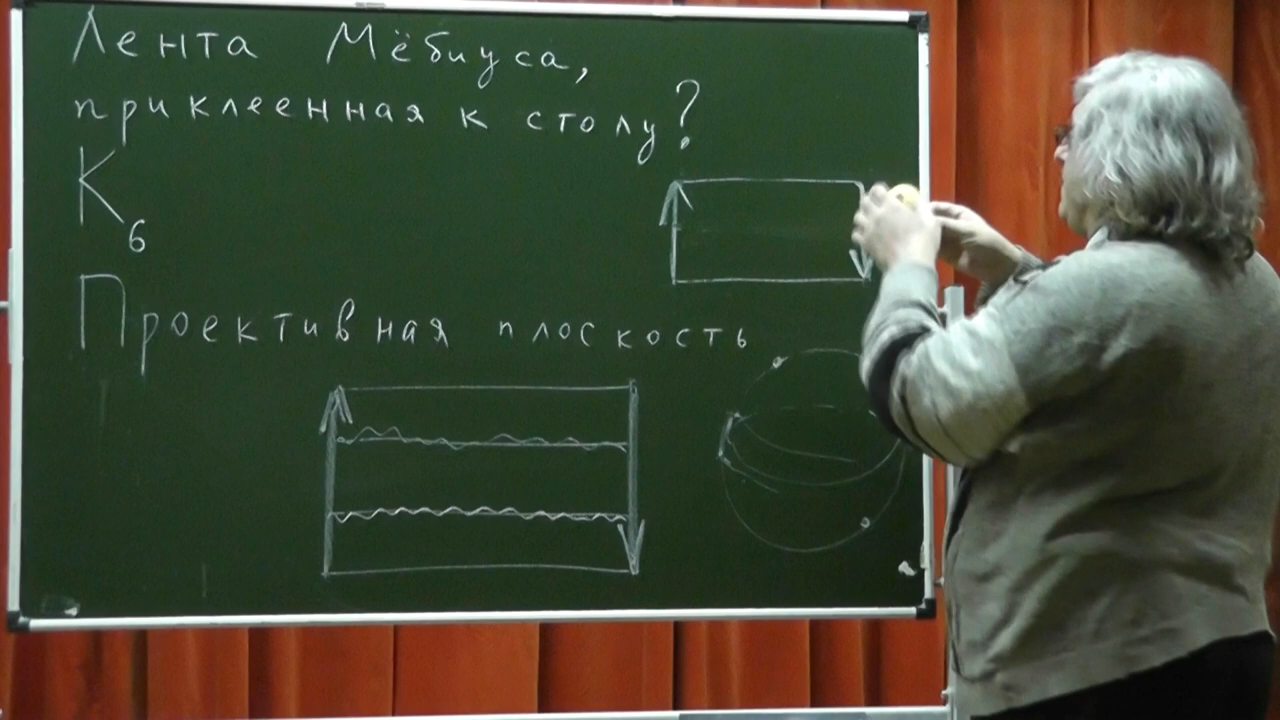 Лента Мёбиуса,
приклеенная к столу?
K₆
Проективная плоскость